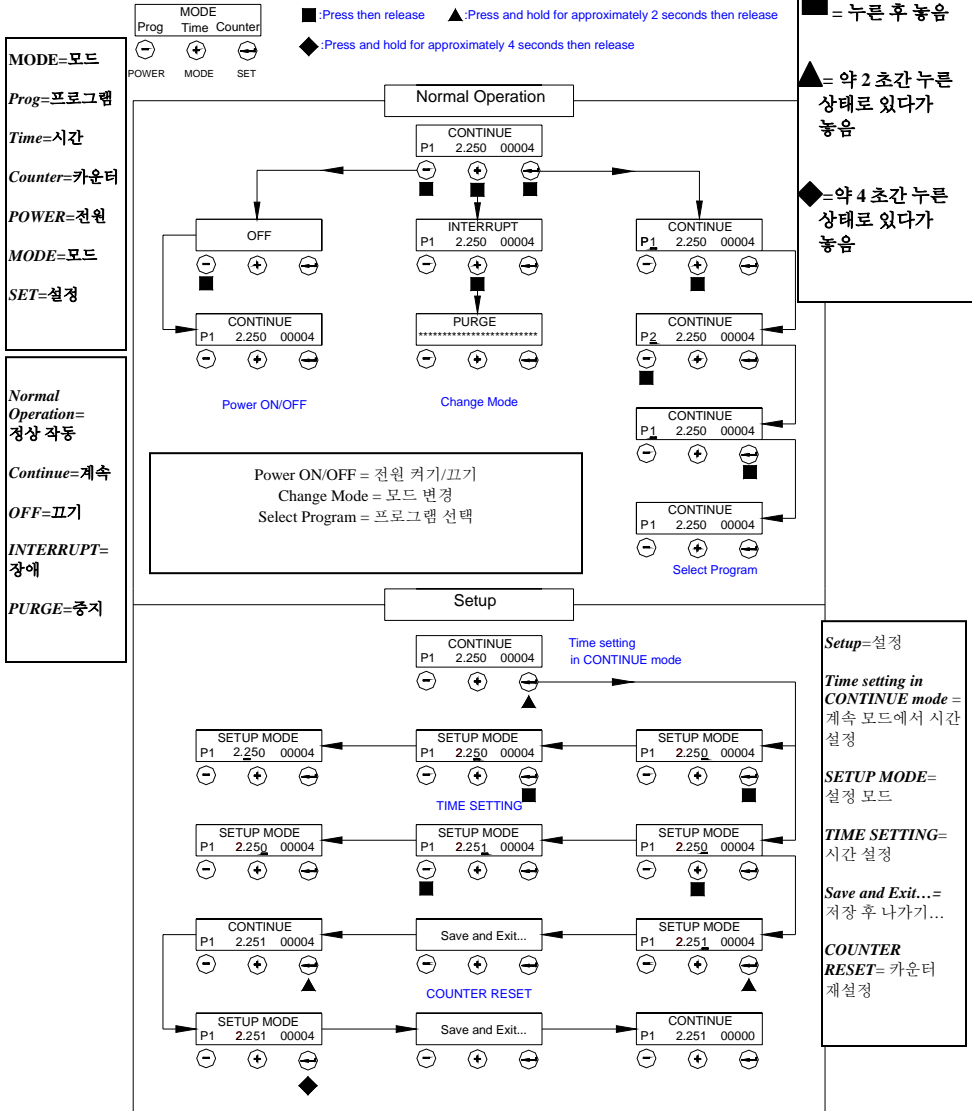 MODE
Prog Time Counter
POWER MODE SET
■:Press then release ▲:Press and hold for approximately 2 seconds then release
◆:Press and hold for approximately 4 seconds then release
■ = 누른 후 놓음
▲= 약 2 초간 누른
상태로 있다가
놓음
◆=약 4 초간 누른
상태로 있다가
놓음
MODE=모드
Prog=프로그램
Time=시간
Counter=카운터
POWER=전원
MODE=모드
SET=설정
Normal
Operation=
정상 작동
Continue=계속
OFF=끄기
INTERRUPT=
장애
PURGE=중지
Normal Operation
CONTINUE
P1 2.250 00004
OFF
INTERRUPT
P1 2.250 00004
CONTINUE
P1 2.250 00004
CONTINUE
P1 2.250 00004
PURGE
************************
CONTINUE
P2 2.250 00004
Power ON/OFF
Change Mode
CONTINUE
P1 2.250 00004
CONTINUE
P1 2.250 00004
Select Program
Power ON/OFF = 전원 켜기/끄기
Change Mode = 모드 변경
Select Program = 프로그램 선택
Setup
CONTINUE
P1 2.250 00004
Time setting
in CONTINUE mode
SETUP MODE
P1 2.250 00004
SETUP MODE
P1 2.250 00004
SETUP MODE
P1 2.250 00004
TIME SETTING
SETUP MODE
P1 2.250 00004
SETUP MODE
P1 2.251 00004
SETUP MODE
P1 2.250 00004
CONTINUE
P1 2.251 00004
Save and Exit...
SETUP MODE
P1 2.251 00004
COUNTER RESET
SETUP MODE
P1 2.251 00004
Save and Exit...
CONTINUE
P1 2.251 00000
Setup=설정
Time setting in
CONTINUE mode =
계속 모드에서 시간
설정
SETUP MODE=
설정 모드
TIME SETTING=
시간 설정
Save and Exit…=
저장 후 나가기…
COUNTER
RESET= 카운터
재설정